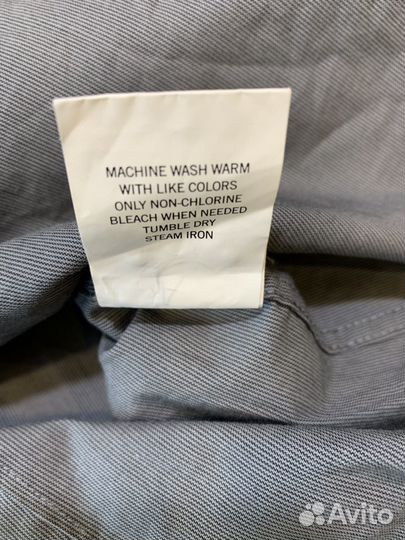 MACHINE WASH WARM
WITH LIKE COLORS
ONLY NON-CHLORINE
BLEACH WHEN NEEDED
TUMBLE DRY
STEAM IRON
Avito